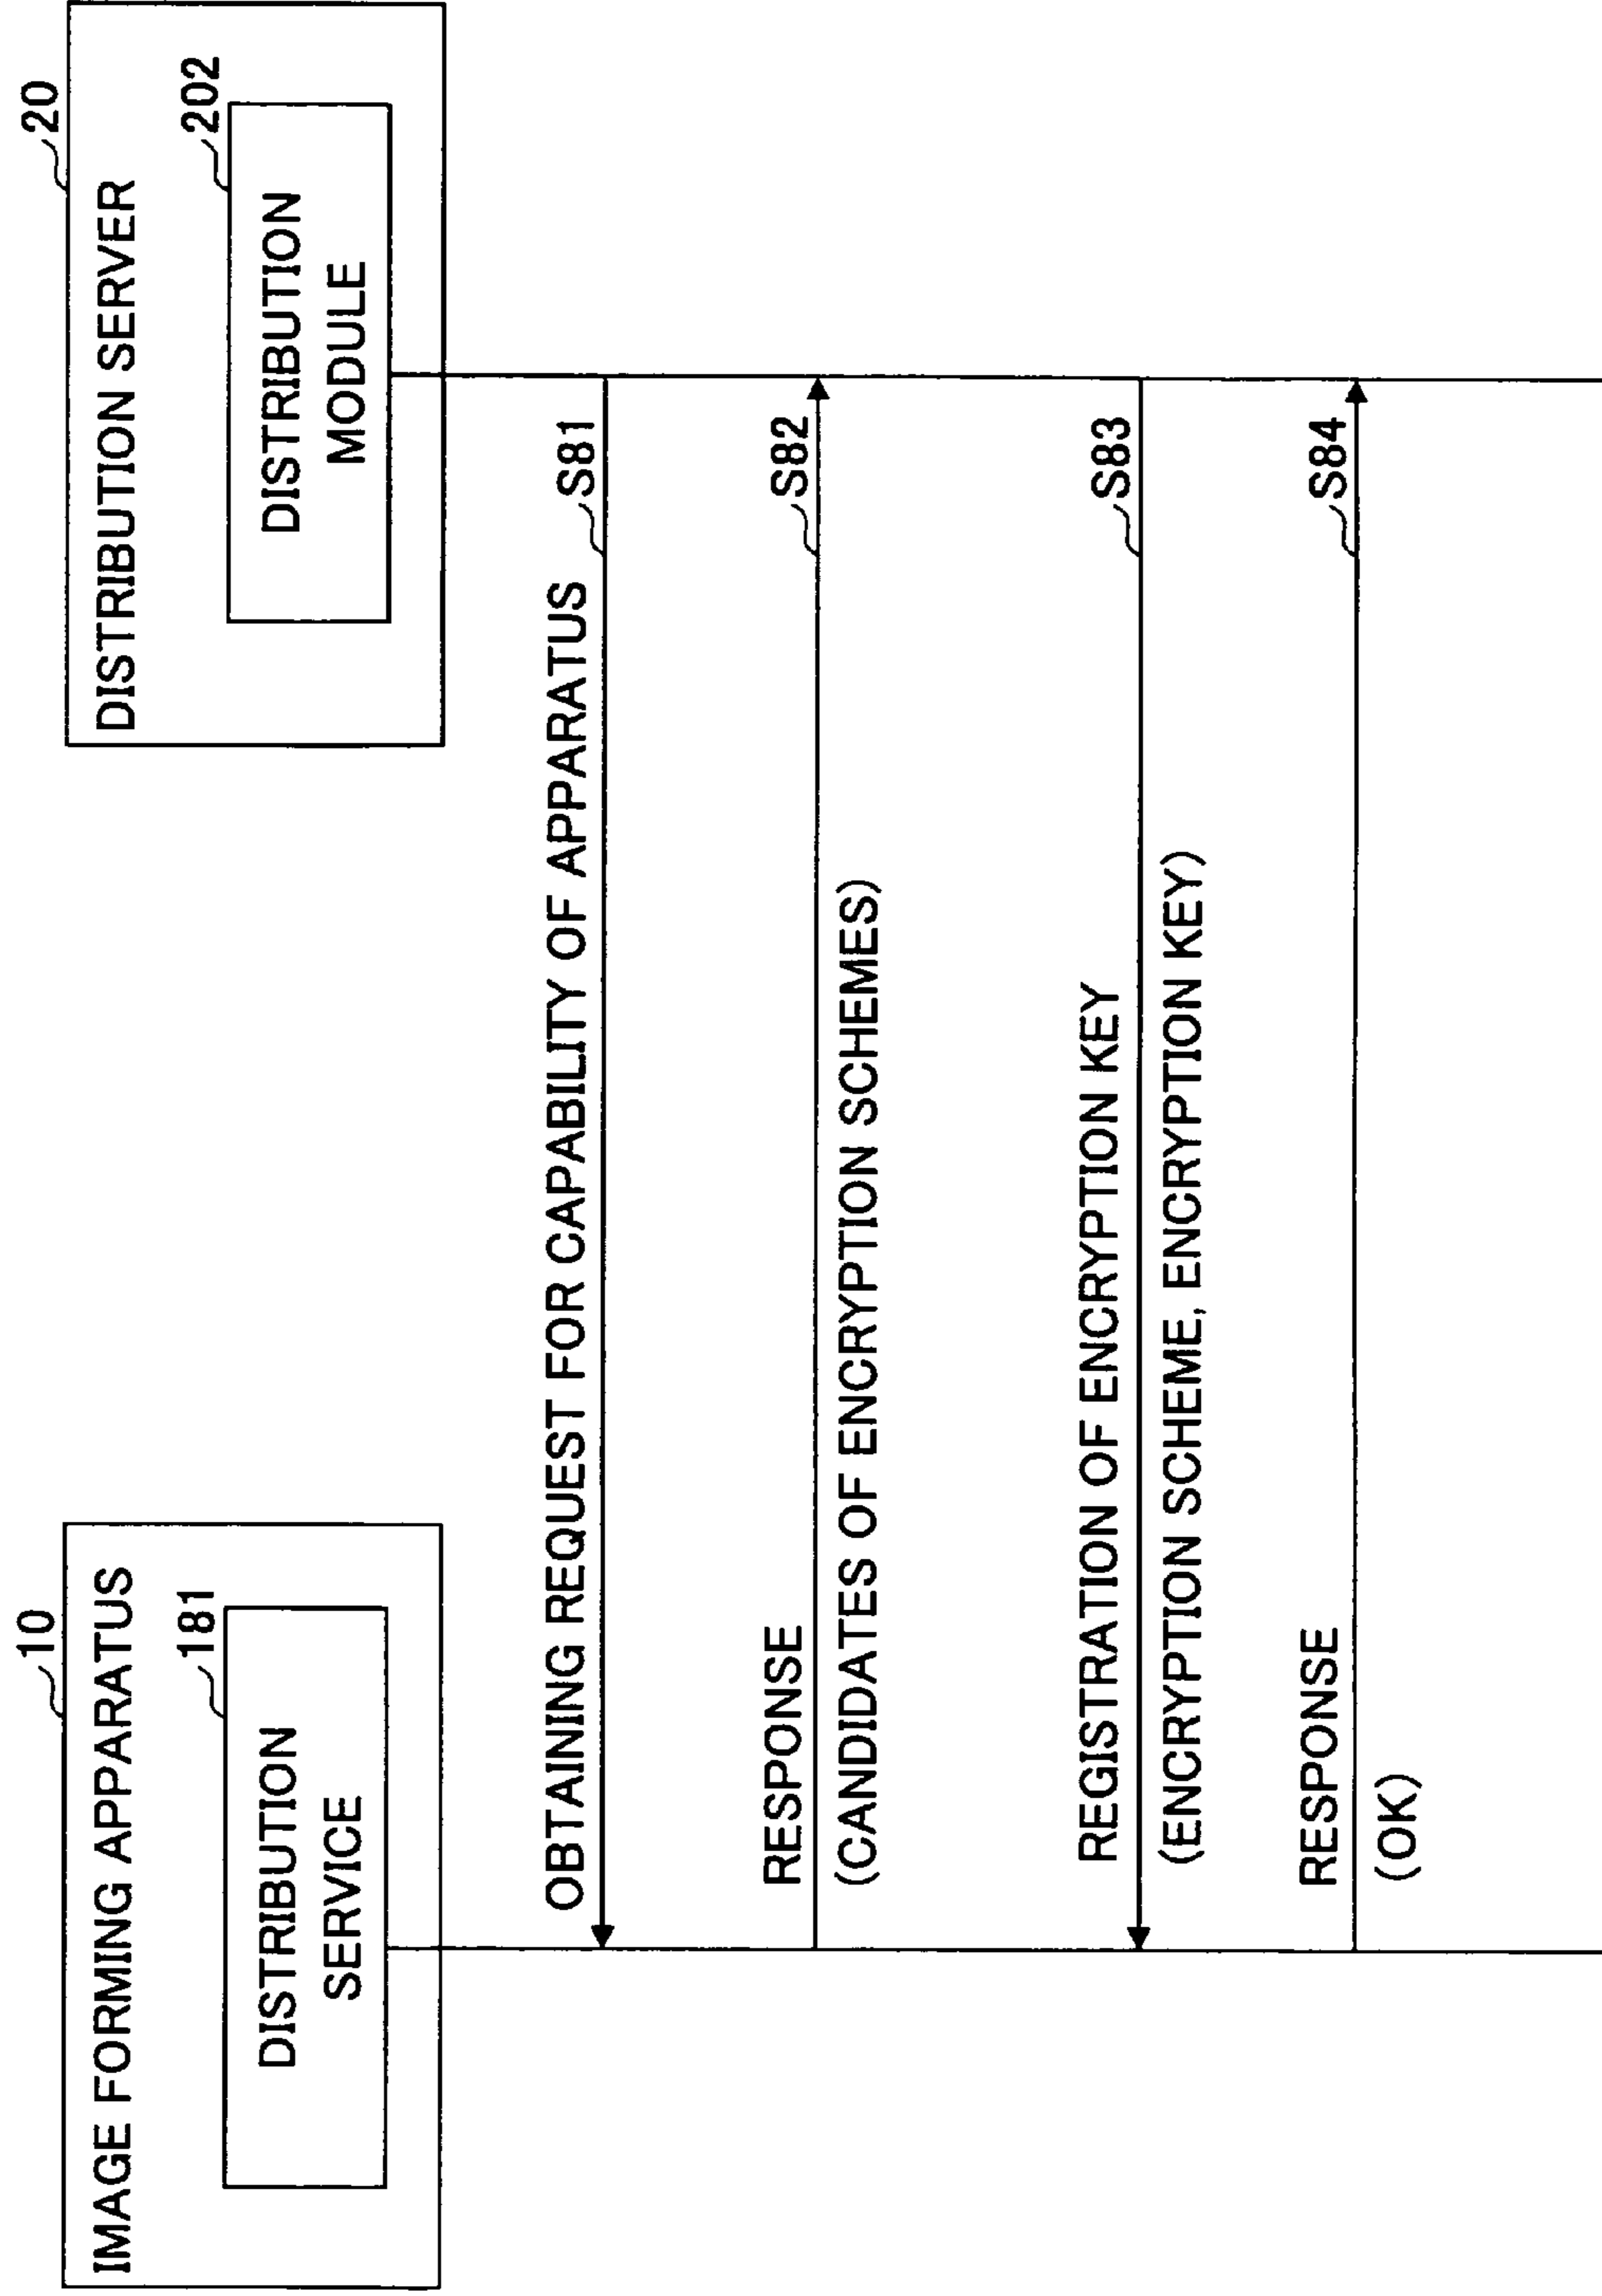 10
IMAGE FORMING APPARATUS
181
DISTRIBUTION
SERVICE
20
DISTRIBUTION SERVER
202
DISTRIBUTION
MODULE
OBTAINING REQUEST FOR CAPABILITY OF APPARATUS
S81
RESPONSE
S82
(CANDIDATES OF ENCRYPTION SCHEMES)
REGISTRATION OF ENCRYPTION KEY
S83
(ENCRYPTION SCHEME, ENCRYPTION KEY)
RESPONSE
S84
(OK)